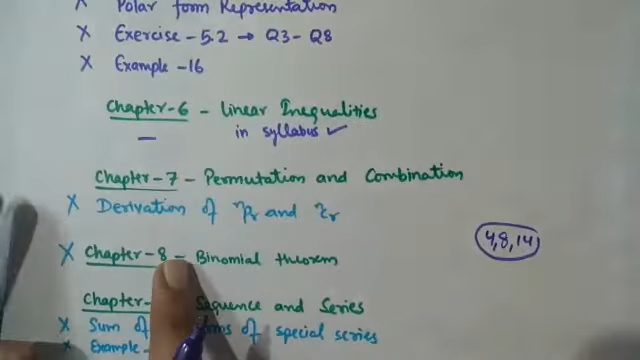 X Polar form Representation
X Exercise - 5.2 → Q3 - Q8
X Example - 16
Chapter-6 - Linear Inequalities
— in syllabus ✓
Chapter-7 - Permutation and Combination
X Derivation of ⁿPr and ⁿCr
4,8,14
X Chapter-8 - Binomial theorem
Chapter- Sequence and Series
X Sum of of special series
X Example-